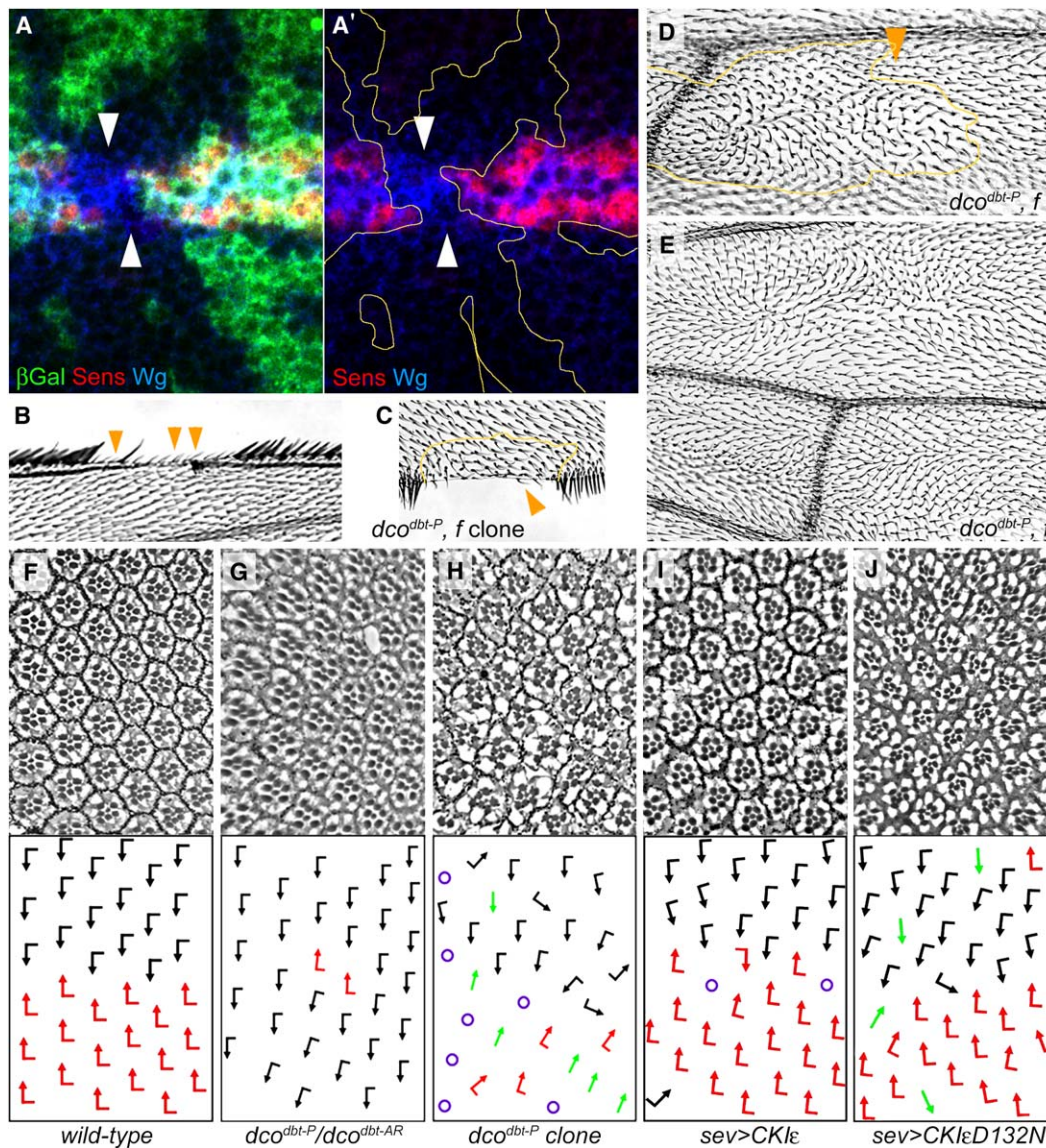 A
A'
D
βGal Sens Wg
Sens Wg
dco^dbt-P, f
B
C
E
dco^dbt-P, f clone
dco^dbt-P, f
F
G
H
I
J
wild-type
dco^dbt-P/dco^dbt-AR
dco^dbt-P clone
sev>CKIε
sev>CKIεD132N